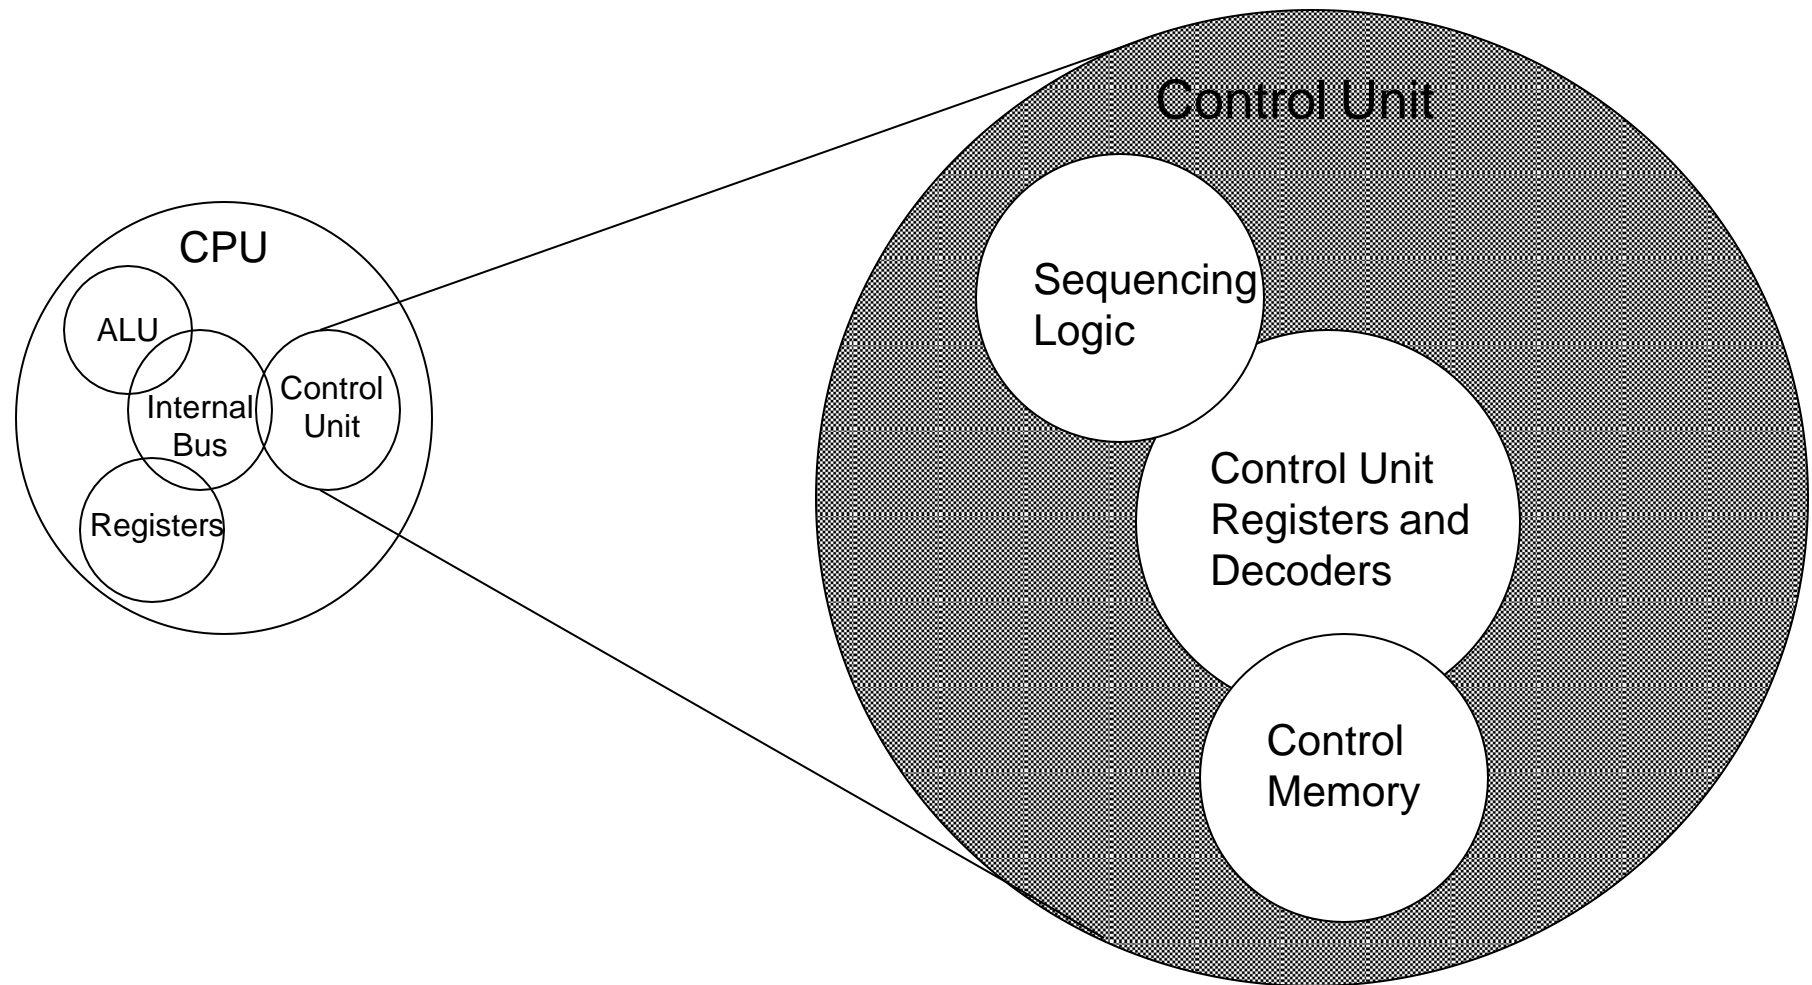 CPU
ALU
Internal
Bus
Control
Unit
Registers
Control Unit
Sequencing
Logic
Control Unit
Registers and
Decoders
Control
Memory